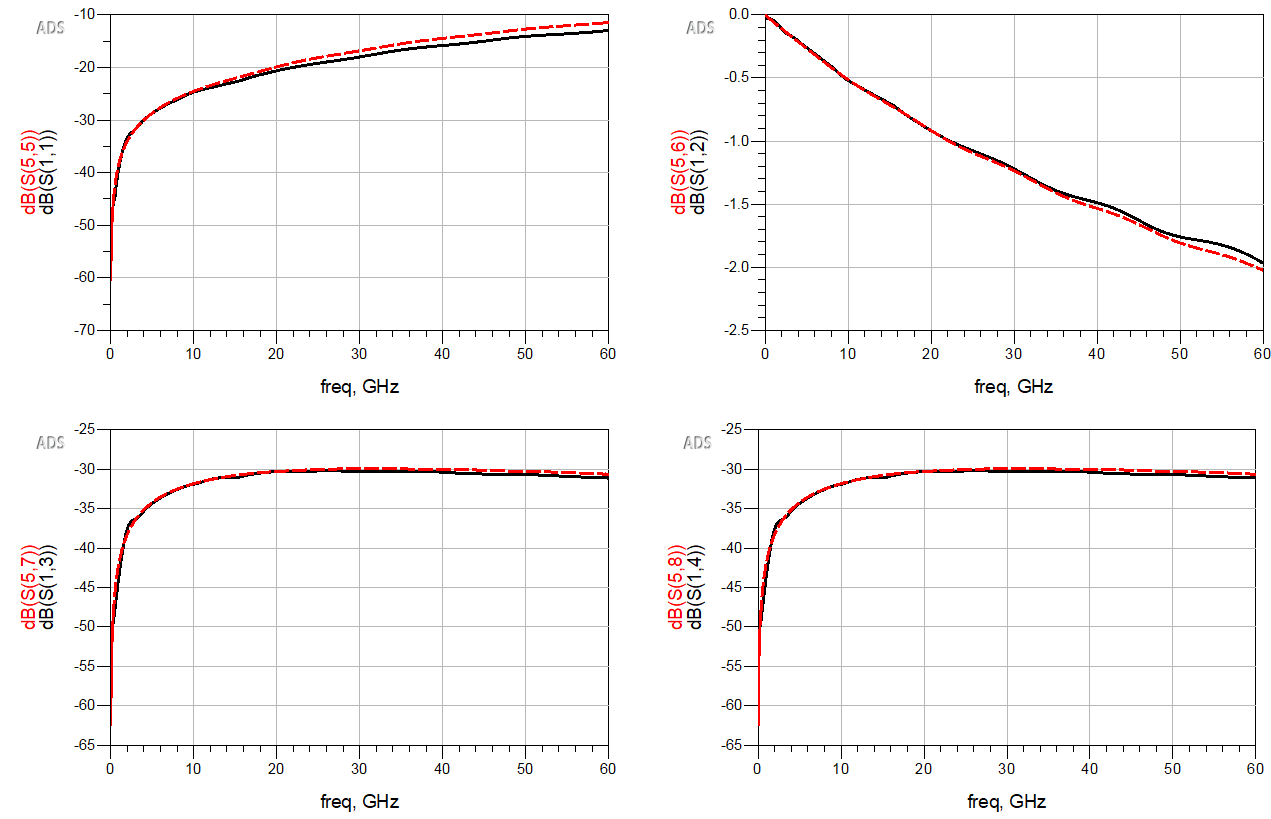 ADS
dB(S(5,5))
dB(S(1,1))
-10
-20
-30
-40
-50
-60
-70
0 10 20 30 40 50 60
freq, GHz
ADS
dB(S(5,6))
dB(S(1,2))
0.0
-0.5
-1.0
-1.5
-2.0
-2.5
0 10 20 30 40 50 60
freq, GHz
ADS
dB(S(5,7))
dB(S(1,3))
-25
-30
-35
-40
-45
-50
-55
-60
-65
0 10 20 30 40 50 60
freq, GHz
ADS
dB(S(5,8))
dB(S(1,4))
-25
-30
-35
-40
-45
-50
-55
-60
-65
0 10 20 30 40 50 60
freq, GHz